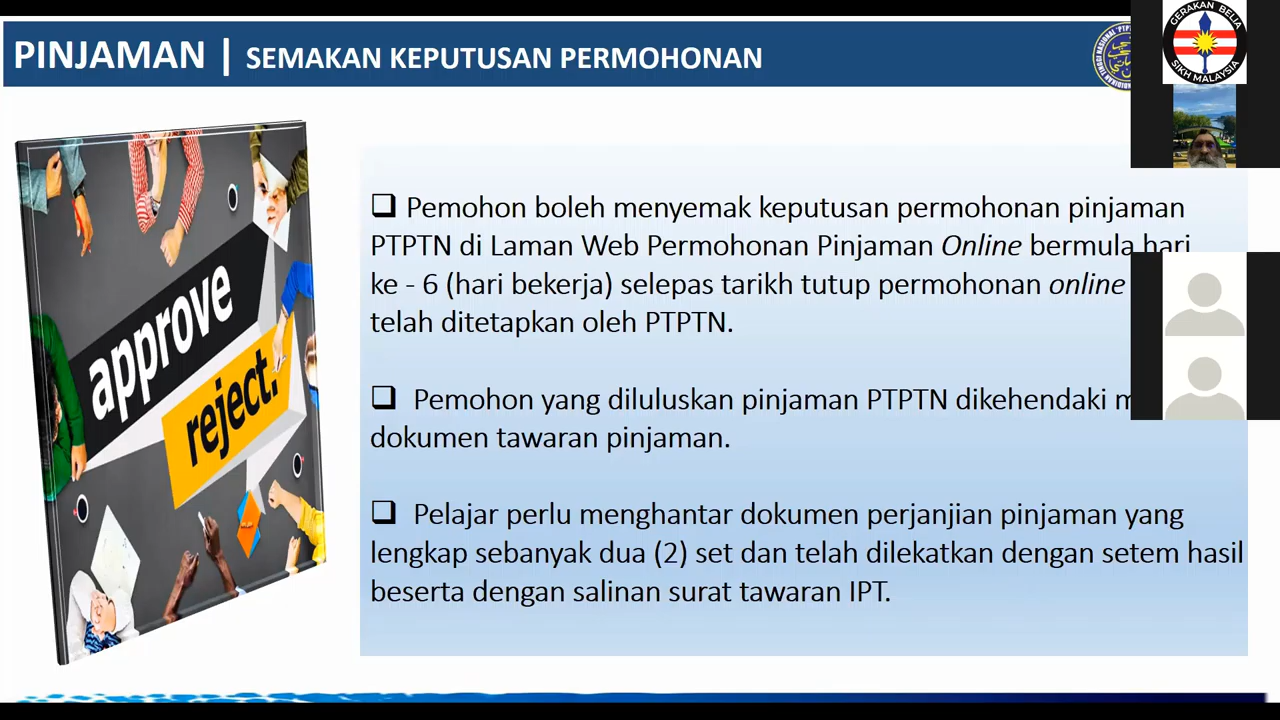 PINJAMAN | SEMAKAN KEPUTUSAN PERMOHONAN
GERAKAN BELIA
SIKH MALAYSIA
approve
reject.
❑ Pemohon boleh menyemak keputusan permohonan pinjaman
PTPTN di Laman Web Permohonan Pinjaman Online bermula hari
ke - 6 (hari bekerja) selepas tarikh tutup permohonan online
telah ditetapkan oleh PTPTN.
❑ Pemohon yang diluluskan pinjaman PTPTN dikehendaki
dokumen tawaran pinjaman.
❑ Pelajar perlu menghantar dokumen perjanjian pinjaman yang
lengkap sebanyak dua (2) set dan telah dilekatkan dengan setem hasil
beserta dengan salinan surat tawaran IPT.